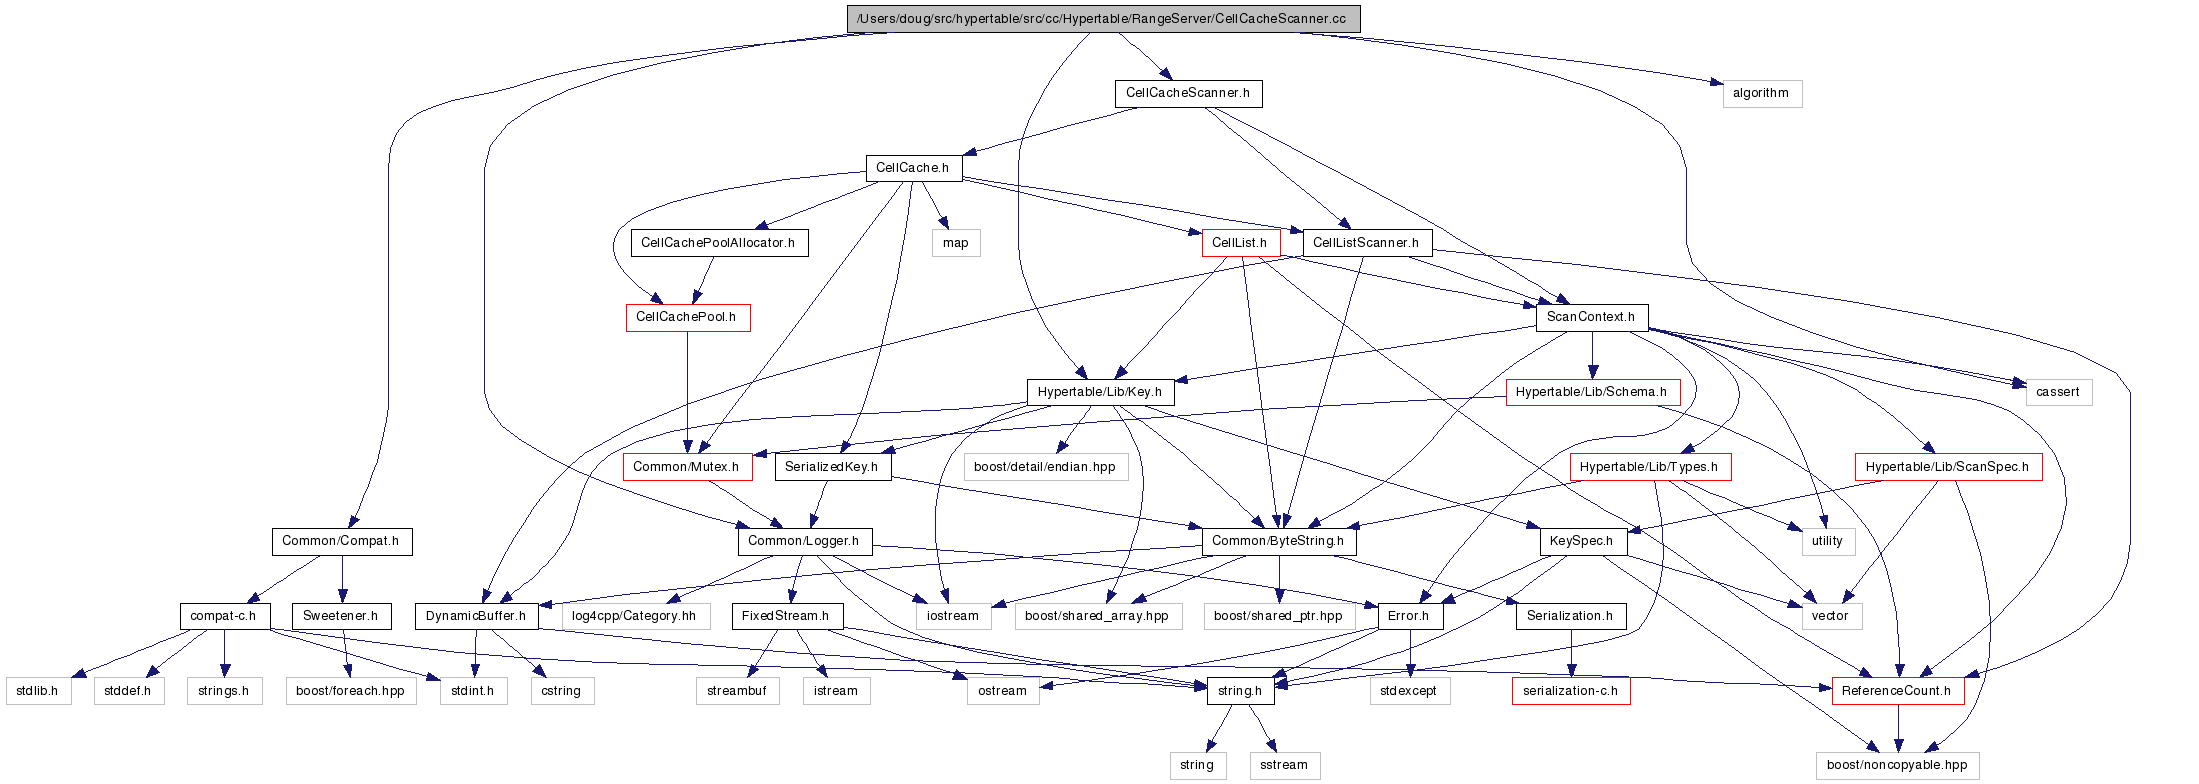 /Users/doug/src/hypertable/src/cc/Hypertable/RangeServer/CellCacheScanner.cc
CellCacheScanner.h
algorithm
CellCache.h
CellCachePoolAllocator.h
map
CellList.h
CellListScanner.h
CellCachePool.h
ScanContext.h
Hypertable/Lib/Key.h
Hypertable/Lib/Schema.h
cassert
Common/Mutex.h
SerializedKey.h
boost/detail/endian.hpp
Hypertable/Lib/Types.h
Hypertable/Lib/ScanSpec.h
Common/Compat.h
Common/Logger.h
Common/ByteString.h
KeySpec.h
utility
compat-c.h
Sweetener.h
DynamicBuffer.h
log4cpp/Category.hh
FixedStream.h
iostream
boost/shared_array.hpp
boost/shared_ptr.hpp
Error.h
Serialization.h
vector
stdlib.h
stddef.h
strings.h
boost/foreach.hpp
stdint.h
cstring
streambuf
istream
ostream
string.h
stdexcept
serialization-c.h
ReferenceCount.h
string
sstream
boost/noncopyable.hpp